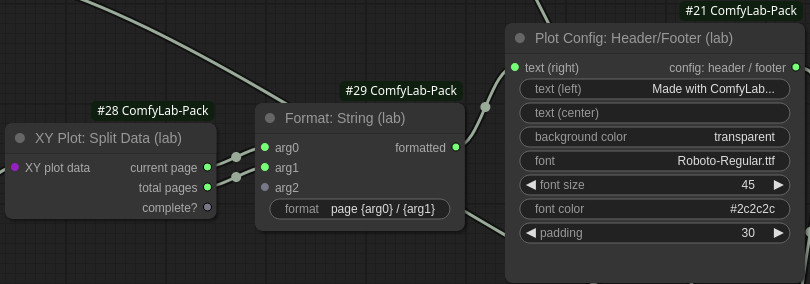 #21 ComfyLab-Pack
Plot Config: Header/Footer (lab)
text (right) config: header / footer
text (left) Made with ComfyLab...
text (center)
background color transparent
font Roboto-Regular.ttf
font size 45
font color #2c2c2c
padding 30
#29 ComfyLab-Pack
Format: String (lab)
arg0 formatted
arg1
arg2
format page {arg0} / {arg1}
#28 ComfyLab-Pack
XY Plot: Split Data (lab)
XY plot data current page
total pages
complete?